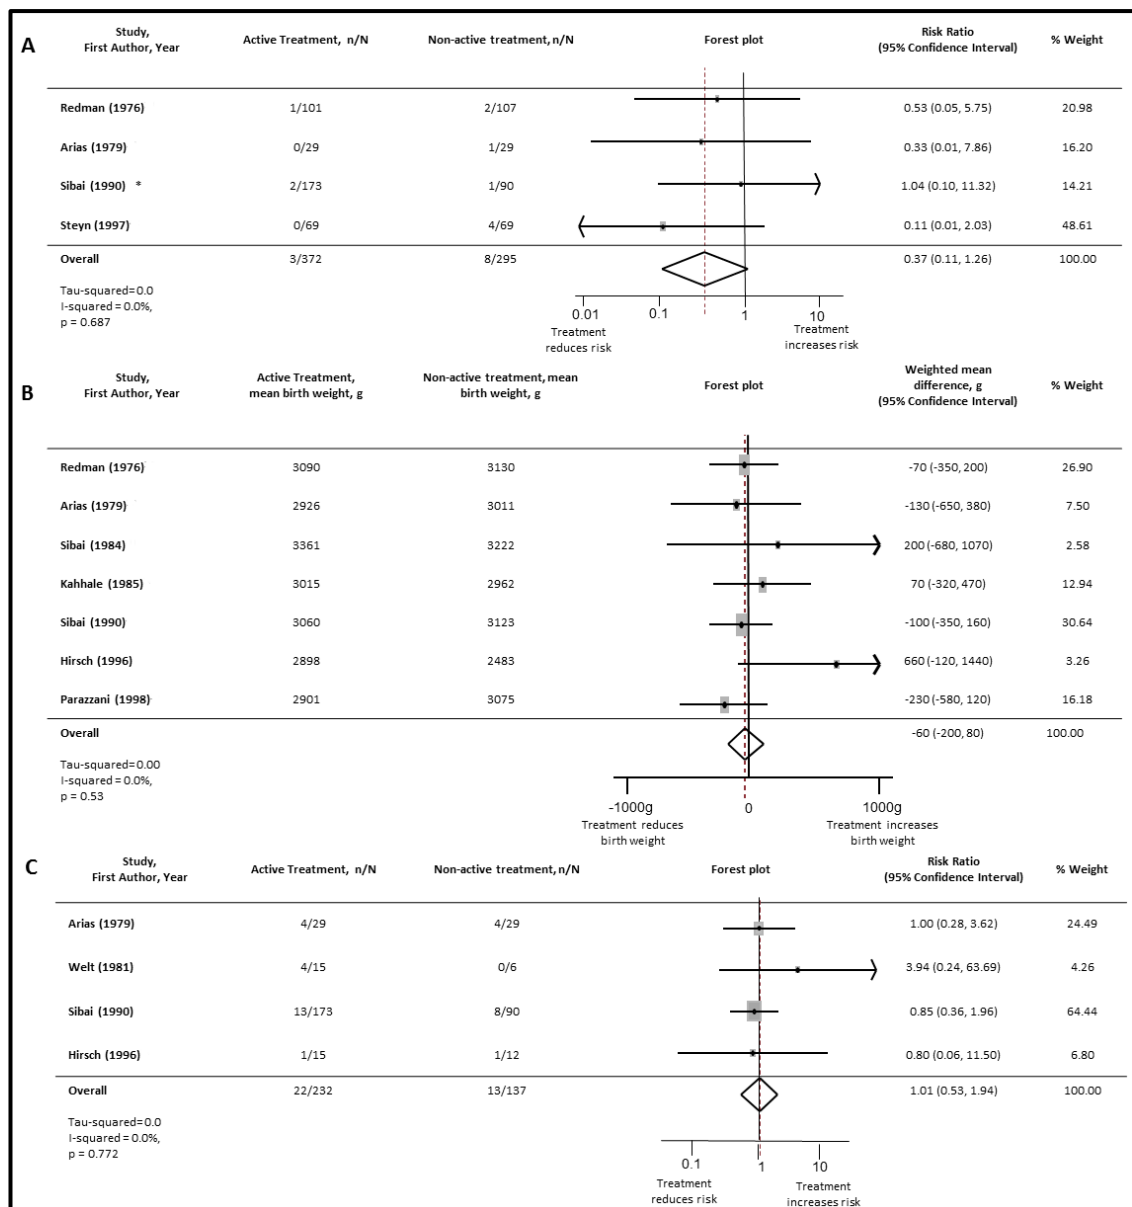 A
Study,
First Author, Year
Active Treatment, n/N
Non-active treatment, n/N
Forest plot
Risk Ratio
(95% Confidence Interval)
% Weight
Redman (1976) 1/101 2/107 0.53 (0.05, 5.75) 20.98
Arias (1979) 0/29 1/29 0.33 (0.01, 7.86) 16.20
Sibai (1990) * 2/173 1/90 1.04 (0.10, 11.32) 14.21
Steyn (1997) 0/69 4/69 0.11 (0.01, 2.03) 48.61
Overall 3/372 8/295 0.37 (0.11, 1.26) 100.00
Tau-squared=0.0
I-squared = 0.0%,
p = 0.687
0.01 0.1 1 10
Treatment
reduces risk
Treatment
increases risk
B
Study,
First Author, Year
Active Treatment,
mean birth weight, g
Non-active treatment, mean
birth weight, g
Forest plot
Weighted mean
difference, g
(95% Confidence Interval)
% Weight
Redman (1976) 3090 3130 -70 (-350, 200) 26.90
Arias (1979) 2926 3011 -130 (-650, 380) 7.50
Sibai (1984) 3361 3222 200 (-680, 1070) 2.58
Kahhale (1985) 3015 2962 70 (-320, 470) 12.94
Sibai (1990) 3060 3123 -100 (-350, 160) 30.64
Hirsch (1996) 2898 2483 660 (-120, 1440) 3.26
Parazzani (1998) 2901 3075 -230 (-580, 120) 16.18
Overall -60 (-200, 80) 100.00
Tau-squared=0.00
I-squared = 0.0%,
p = 0.53
-1000g 0 1000g
Treatment reduces
birth weight
Treatment increases
birth weight
C
Study,
First Author, Year
Active Treatment, n/N
Non-active treatment, n/N
Forest plot
Risk Ratio
(95% Confidence Interval)
% Weight
Arias (1979) 4/29 4/29 1.00 (0.28, 3.62) 24.49
Welt (1981) 4/15 0/6 3.94 (0.24, 63.69) 4.26
Sibai (1990) 13/173 8/90 0.85 (0.36, 1.96) 64.44
Hirsch (1996) 1/15 1/12 0.80 (0.06, 11.50) 6.80
Overall 22/232 13/137 1.01 (0.53, 1.94) 100.00
Tau-squared=0.0
I-squared = 0.0%,
p = 0.772
0.1 1 10
Treatment
reduces risk
Treatment
increases risk